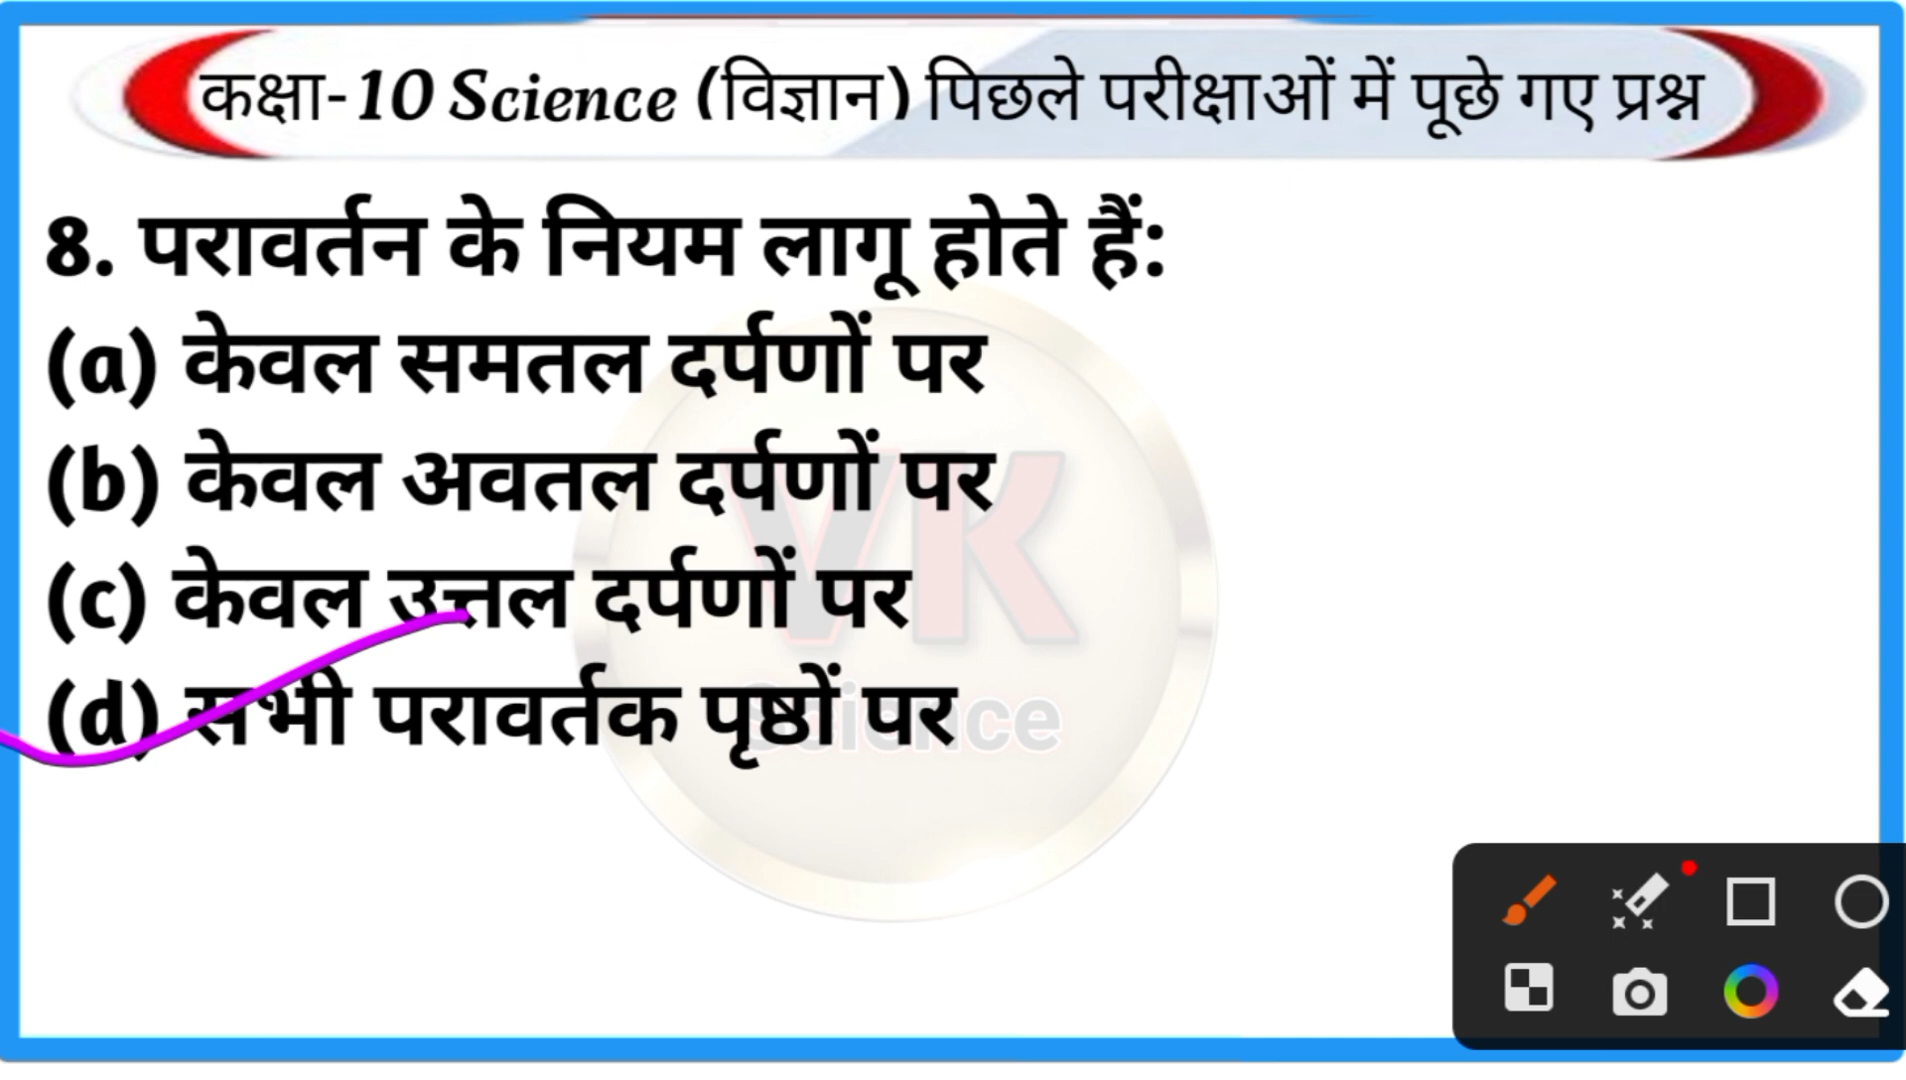 कक्षा-10 Science (विज्ञान) पिछले परीक्षाओं में पूछे गए प्रश्न
8. परावर्तन के नियम लागू होते हैं:
(a) केवल समतल दर्पणों पर
(b) केवल अवतल दर्पणों पर
(c) केवल उत्तल दर्पणों पर
(d) सभी परावर्तक पृष्ठों पर
VK
Science